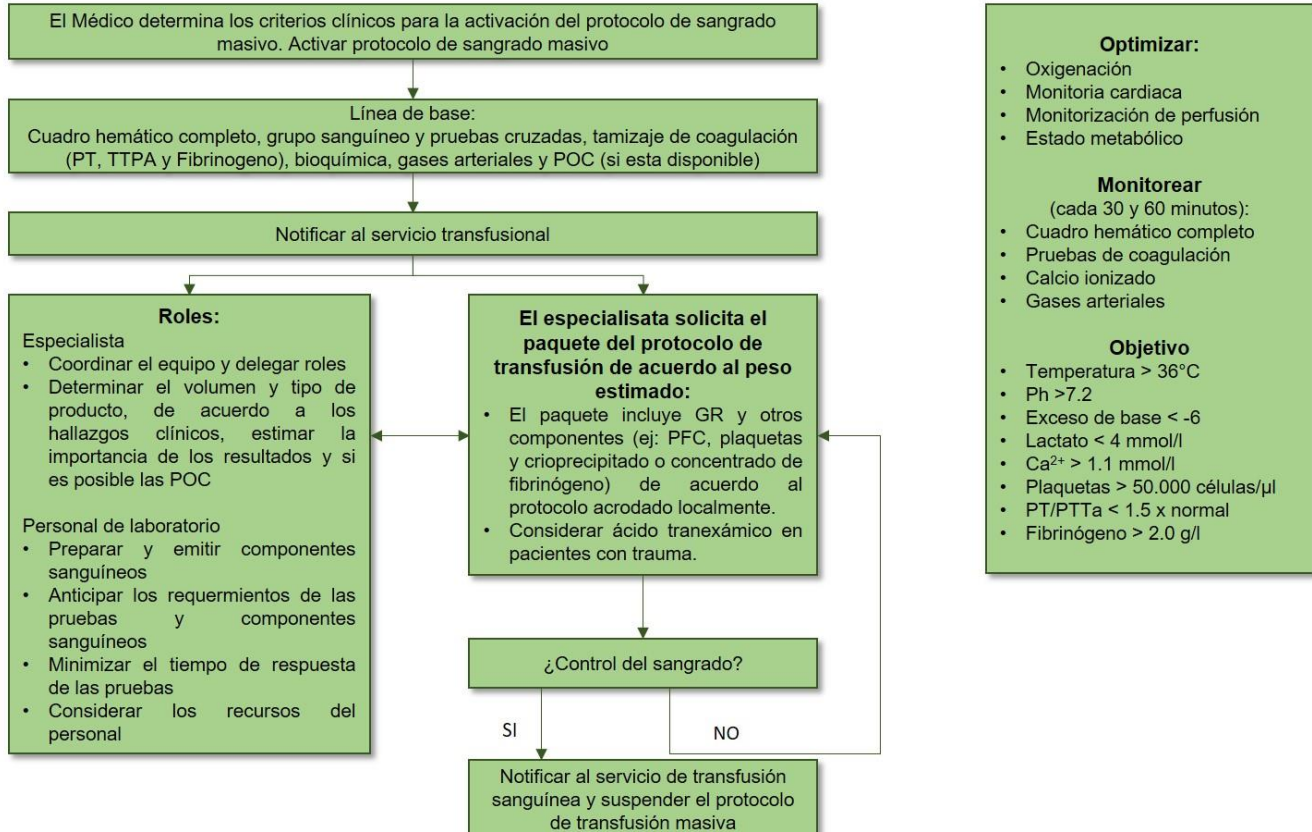 El Médico determina los criterios clínicos para la activación del protocolo de sangrado
masivo. Activar protocolo de sangrado masivo
Línea de base:
Cuadro hemático completo, grupo sanguíneo y pruebas cruzadas, tamizaje de coagulación
(PT, TTPA y Fibrinogeno), bioquímica, gases arteriales y POC (si esta disponible)
Notificar al servicio transfusional
Roles:
Especialista
• Coordinar el equipo y delegar roles
• Determinar el volumen y tipo de
producto, de acuerdo a los
hallazgos clínicos, estimar la
importancia de los resultados y si
es posible las POC
Personal de laboratorio
• Preparar y emitir componentes
sanguíneos
• Anticipar los requermientos de las
pruebas y componentes
sanguíneos
• Minimizar el tiempo de respuesta
de las pruebas
• Considerar los recursos del
personal
El especialisata solicita el
paquete del protocolo de
transfusión de acuerdo al peso
estimado:
• El paquete incluye GR y otros
componentes (ej: PFC, plaquetas
y crioprecipitado o concentrado de
fibrinógeno) de acuerdo al
protocolo acrodado localmente.
• Considerar ácido tranexámico en
pacientes con trauma.
¿Control del sangrado?
SI
NO
Notificar al servicio de transfusión
sanguínea y suspender el protocolo
de transfusión masiva
Optimizar:
• Oxigenación
• Monitoria cardiaca
• Monitorización de perfusión
• Estado metabólico
Monitorear
(cada 30 y 60 minutos):
• Cuadro hemático completo
• Pruebas de coagulación
• Calcio ionizado
• Gases arteriales
Objetivo
• Temperatura > 36°C
• Ph >7.2
• Exceso de base < -6
• Lactato < 4 mmol/l
• Ca²⁺ > 1.1 mmol/l
• Plaquetas > 50.000 células/µl
• PT/PTTa < 1.5 x normal
• Fibrinógeno > 2.0 g/l